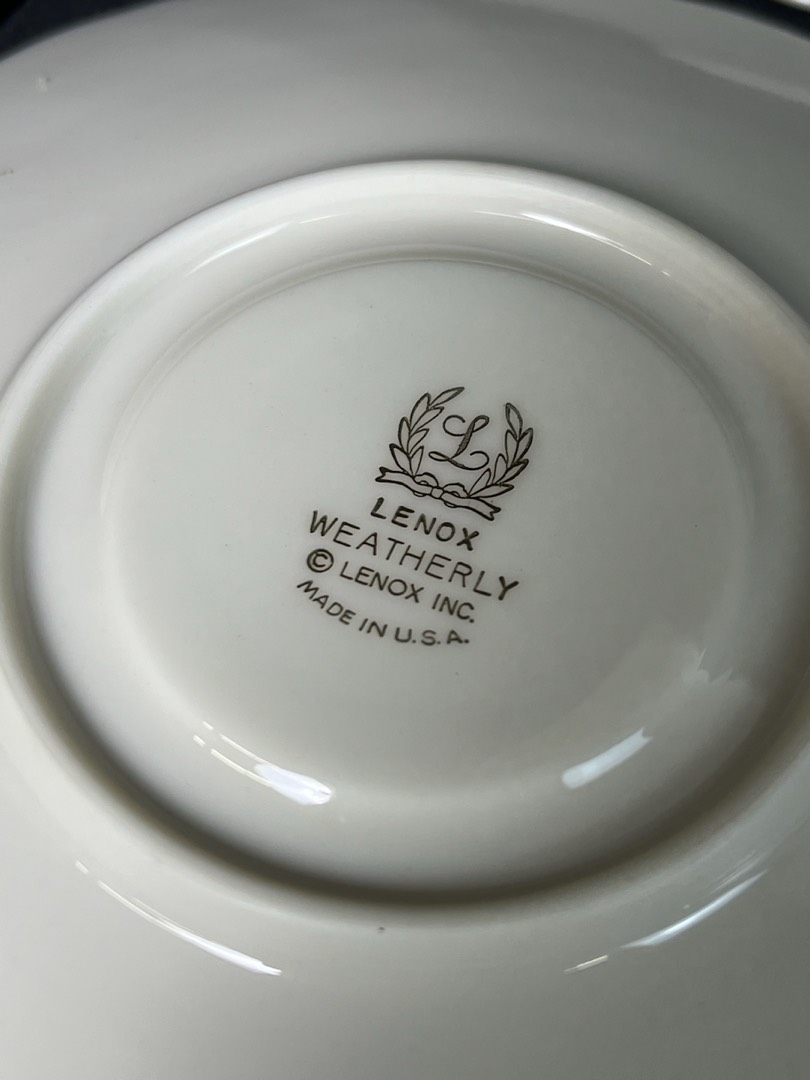 L
LENOX
WEATHERLY
© LENOX INC.
MADE IN U.S.A.